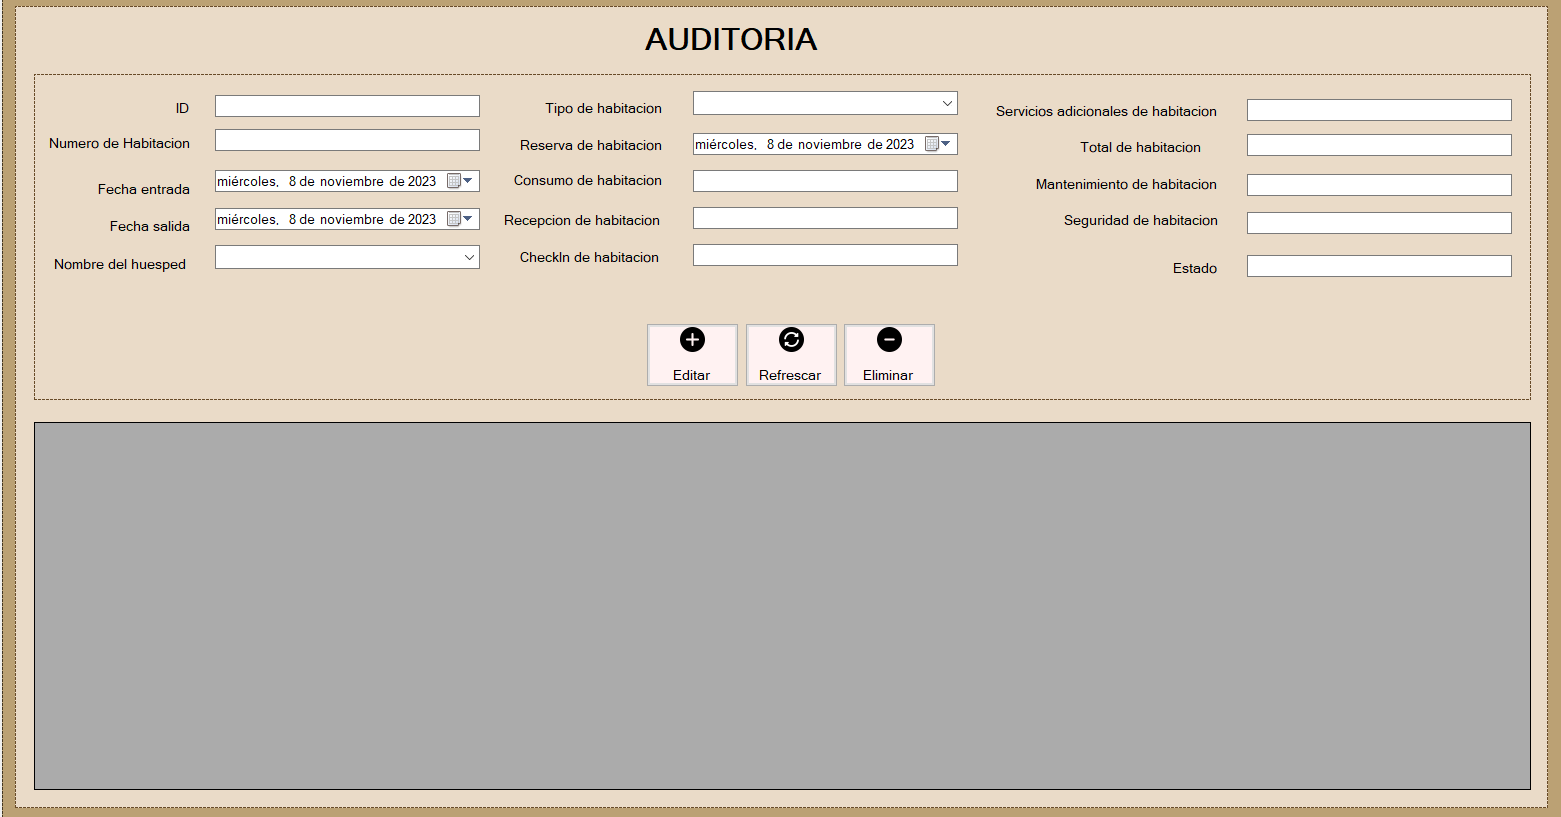 AUDITORIA
ID
Numero de Habitacion
Fecha entrada
miércoles, 8 de noviembre de 2023
Fecha salida
miércoles, 8 de noviembre de 2023
Nombre del huesped
Tipo de habitacion
Reserva de habitacion
miércoles, 8 de noviembre de 2023
Consumo de habitacion
Recepcion de habitacion
CheckIn de habitacion
Servicios adicionales de habitacion
Total de habitacion
Mantenimiento de habitacion
Seguridad de habitacion
Estado
Editar
Refrescar
Eliminar